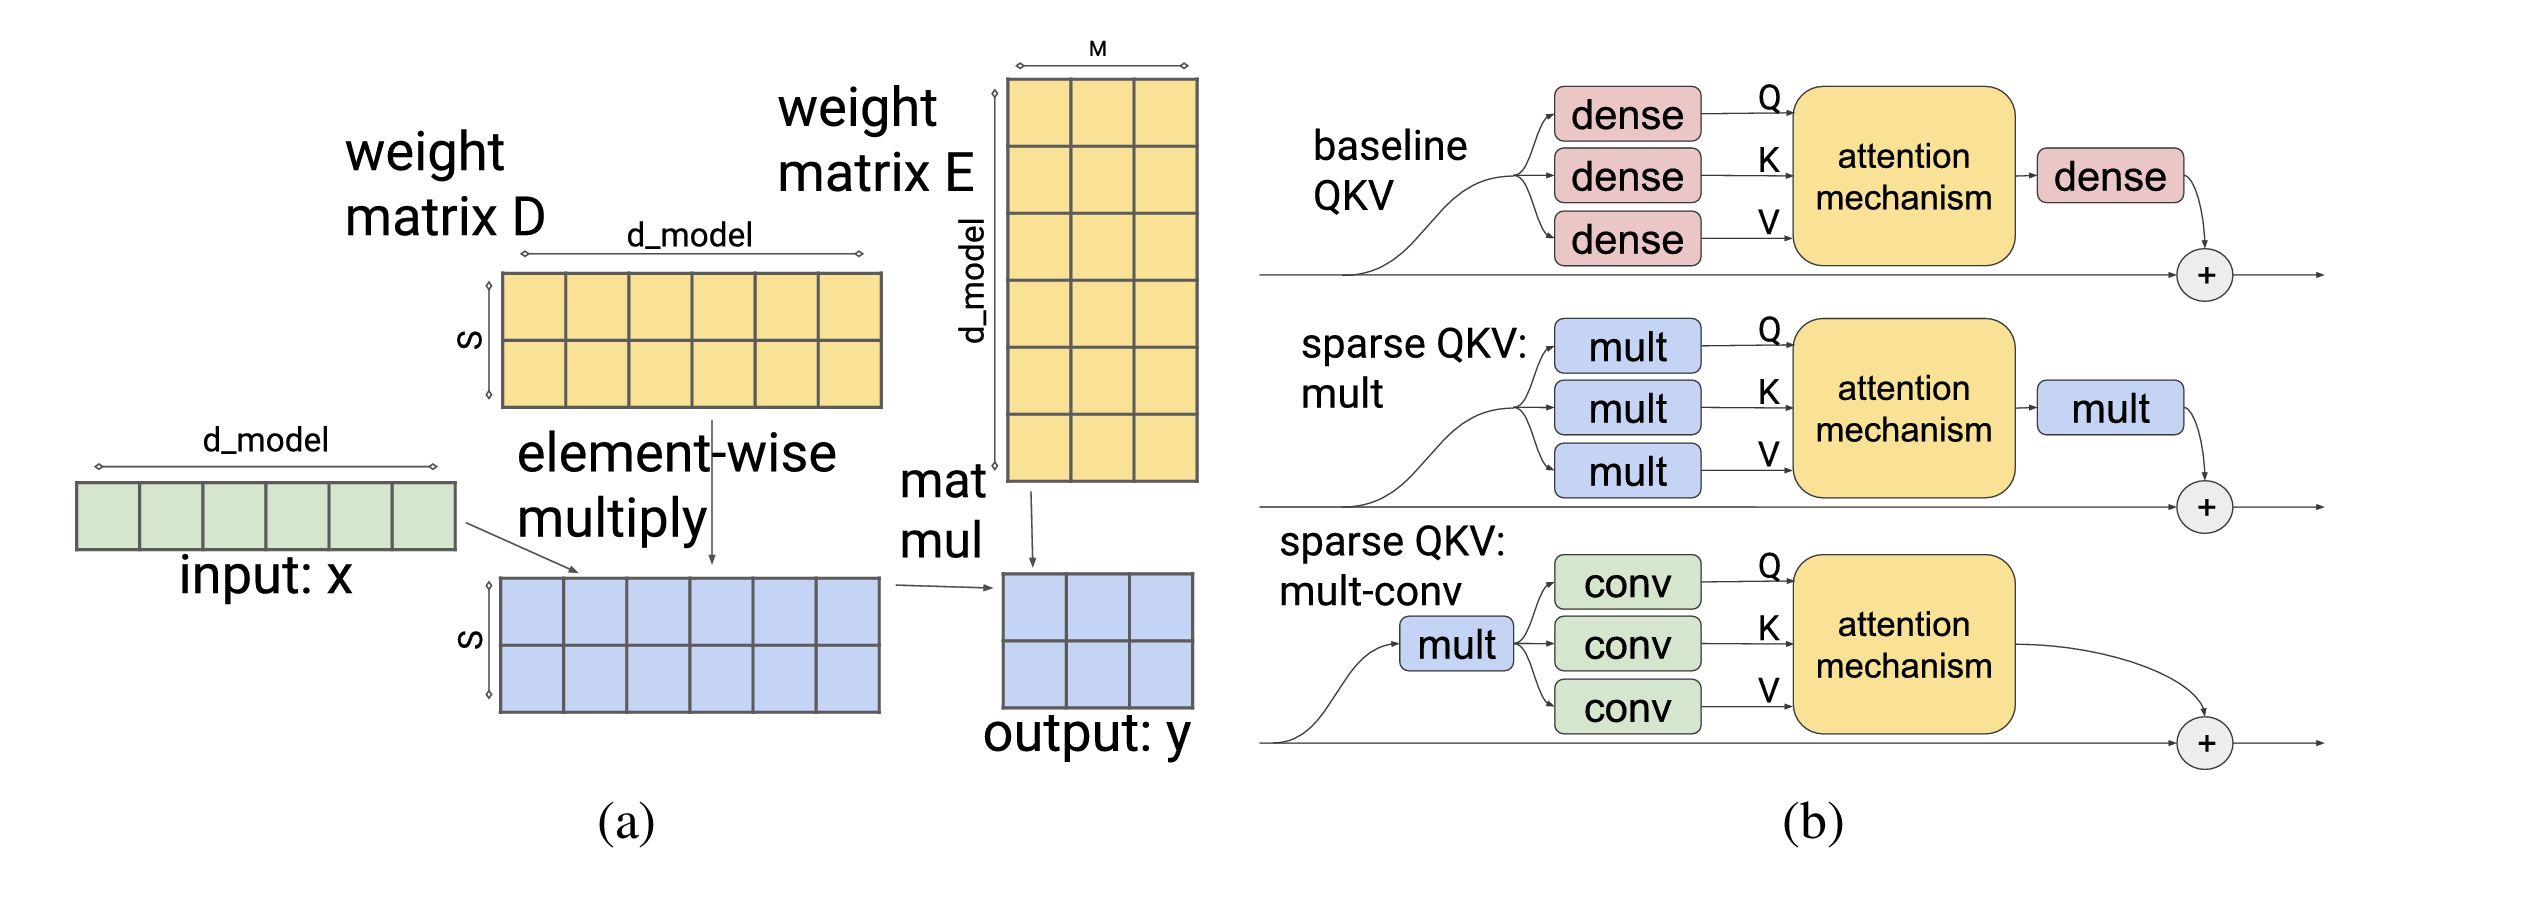 weight
matrix D
d_model
S
d_model
input: x
element-wise
multiply
S
weight
matrix E
M
d_model
mat
mul
output: y
(a)
baseline
QKV
dense
dense
dense
Q
K
V
attention
mechanism
dense
+
sparse QKV:
mult
mult
mult
mult
Q
K
V
attention
mechanism
mult
+
sparse QKV:
mult-conv
mult
conv
conv
conv
Q
K
V
attention
mechanism
+
(b)